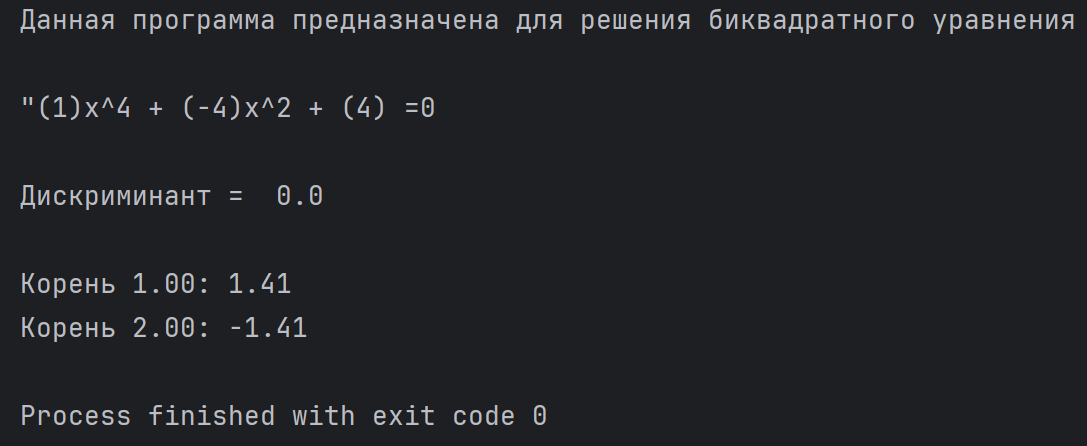 Данная программа предназначена для решения биквадратного уравнения
"(1)x^4 + (-4)x^2 + (4) =0
Дискриминант =  0.0
Корень 1.00: 1.41
Корень 2.00: -1.41
Process finished with exit code 0